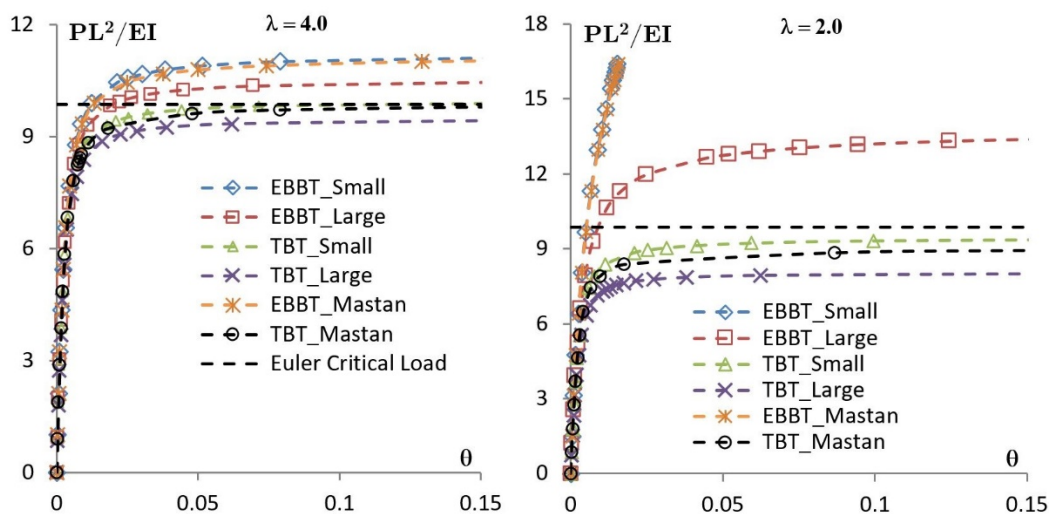 PL²/EI
λ = 4.0
12
9
6
3
0
EBBT_Small
EBBT_Large
TBT_Small
TBT_Large
EBBT_Mastan
TBT_Mastan
Euler Critical Load
θ
0
0.05
0.1
0.15
PL²/EI
λ = 2.0
18
15
12
9
6
3
0
EBBT_Small
EBBT_Large
TBT_Small
TBT_Large
EBBT_Mastan
TBT_Mastan
θ
0
0.05
0.1
0.15